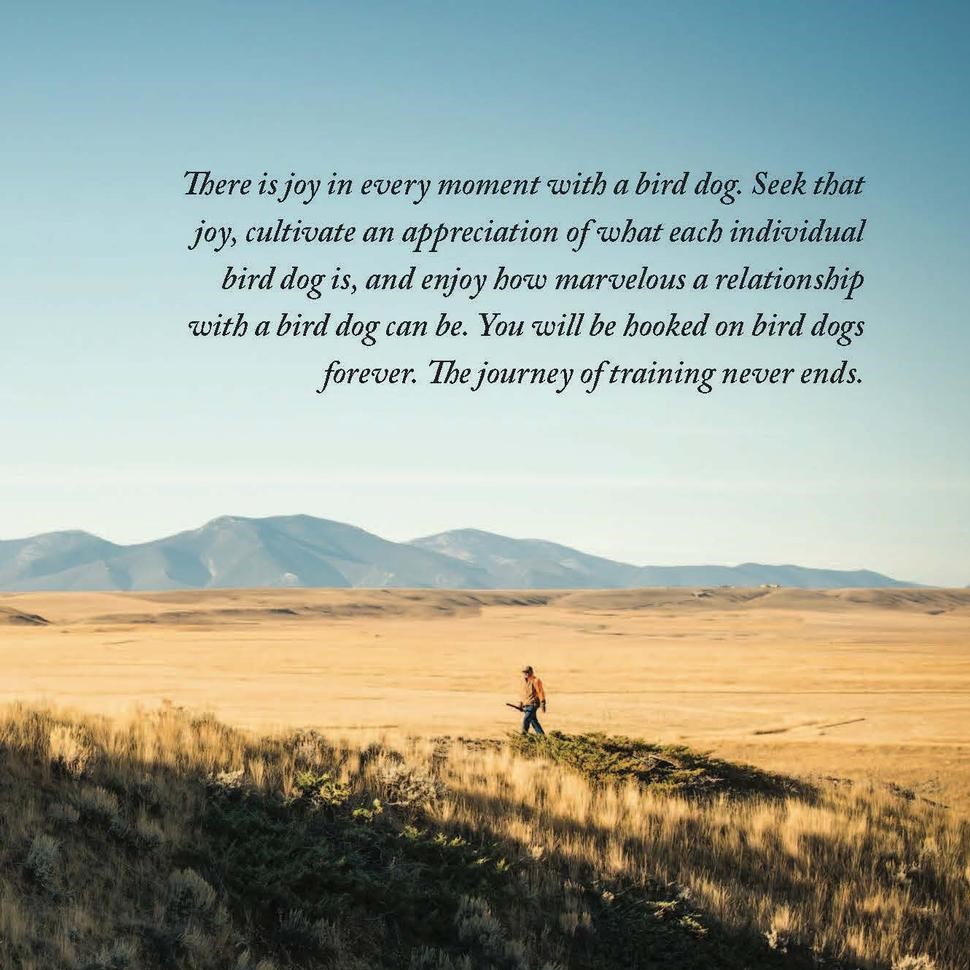 There is joy in every moment with a bird dog. Seek that
joy, cultivate an appreciation of what each individual
bird dog is, and enjoy how marvelous a relationship
with a bird dog can be. You will be hooked on bird dogs
forever. The journey of training never ends.